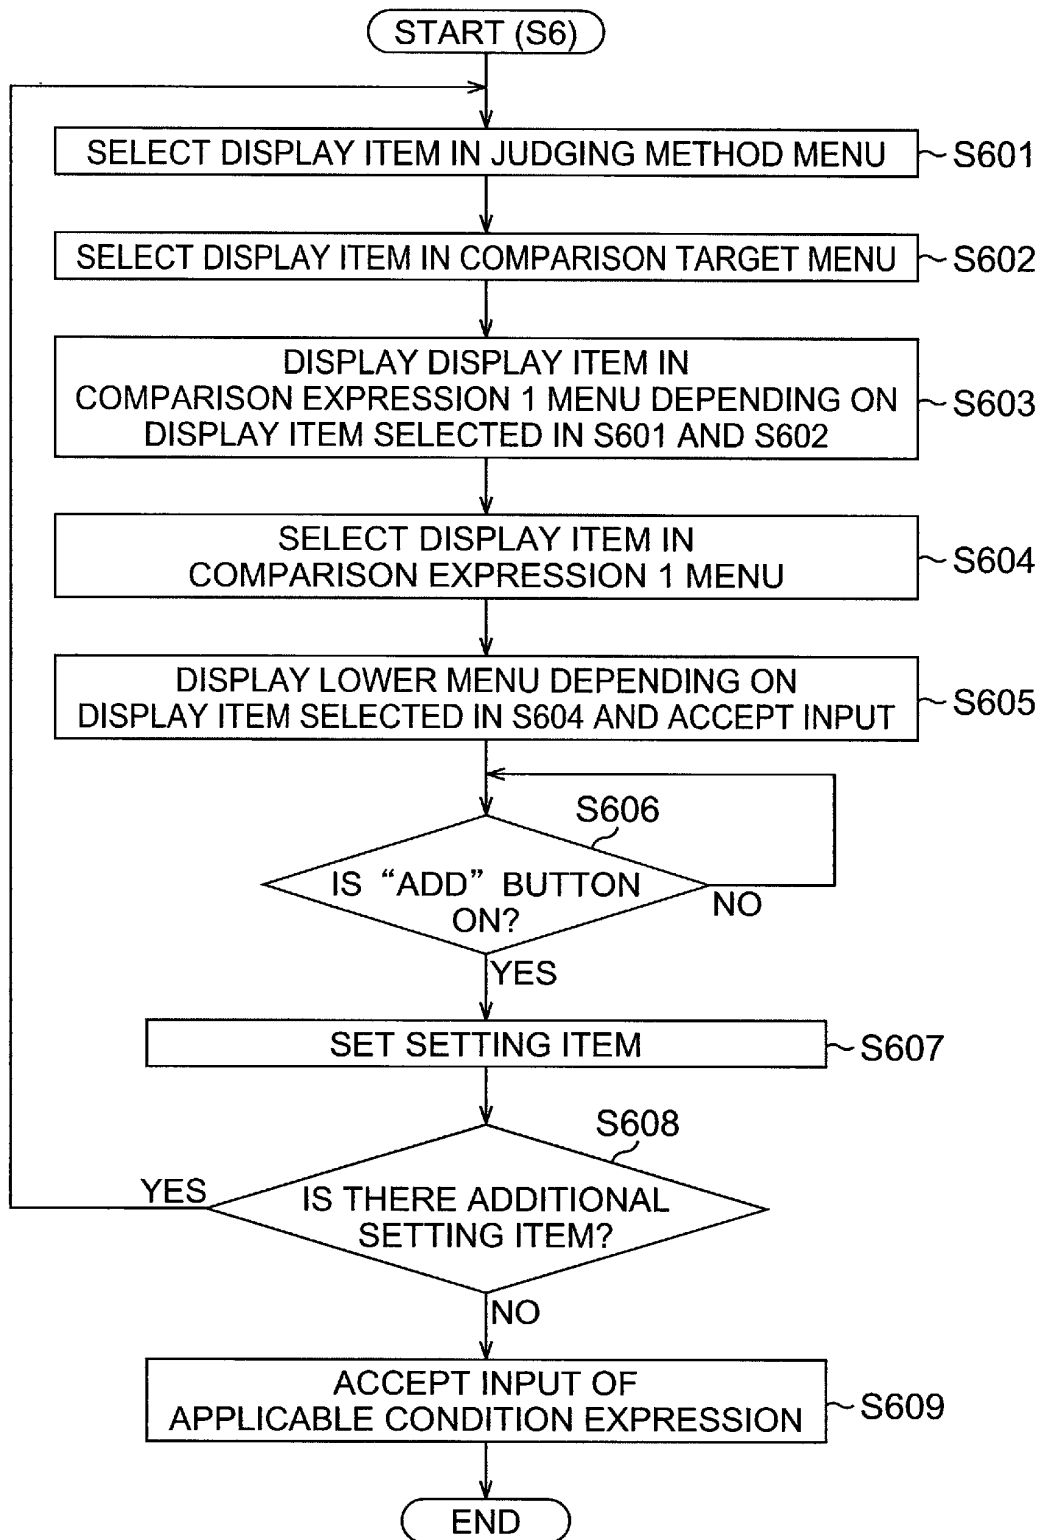 START (S6)
SELECT DISPLAY ITEM IN JUDGING METHOD MENU
S601
SELECT DISPLAY ITEM IN COMPARISON TARGET MENU
S602
DISPLAY DISPLAY ITEM IN
COMPARISON EXPRESSION 1 MENU DEPENDING ON
DISPLAY ITEM SELECTED IN S601 AND S602
S603
SELECT DISPLAY ITEM IN
COMPARISON EXPRESSION 1 MENU
S604
DISPLAY LOWER MENU DEPENDING ON
DISPLAY ITEM SELECTED IN S604 AND ACCEPT INPUT
S605
S606
IS “ADD” BUTTON
ON?
NO
YES
SET SETTING ITEM
S607
S608
YES
IS THERE ADDITIONAL
SETTING ITEM?
NO
ACCEPT INPUT OF
APPLICABLE CONDITION EXPRESSION
S609
END